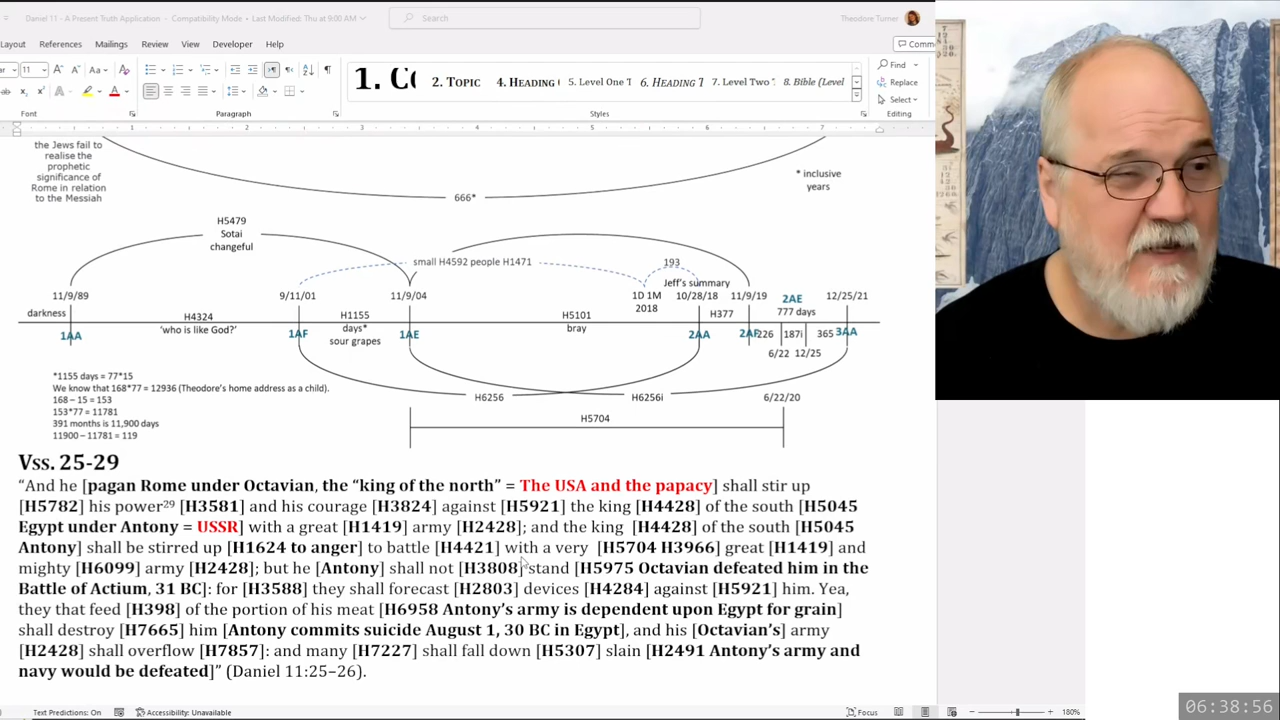 Daniel 11 - A Present Truth Application - Compatibility Mode • Last Modified: Thu at 9:00 AM
Search
Theodore Turner
Layout References Mailings Review View Developer Help
11
Aa
1. Co
2. Topic
4. Heading
5. Level One
6. Heading
7. Level Two
8. Bible (Level
Find
Replace
Select
Font
Paragraph
Styles
Editing
1 2 3 4 5 6 7
the Jews fail to
realise the
prophetic
significance of
Rome in relation
to the Messiah
666*
* inclusive
years
H5479
Sotai
changeful
small H4592 people H1471
193
Jeff's summary
11/9/89
9/11/01
11/9/04
1D 1M
2018
10/28/18
11/9/19
2AE
777 days
12/25/21
darkness
H4324
'who is like God?'
H1155
days*
sour grapes
H5101
bray
H377
1AA
1AF
1AE
2AA
2AF
226
187i
365
3AA
6/22
12/25
*1155 days = 77*15
We know that 168*77 = 12936 (Theodore's home address as a child).
168 – 15 = 153
153*77 = 11781
391 months is 11,900 days
11900 – 11781 = 119
H6256
H6256i
6/22/20
H5704
Vss. 25-29
“And he [pagan Rome under Octavian, the “king of the north” = The USA and the papacy] shall stir up
[H5782] his power29 [H3581] and his courage [H3824] against [H5921] the king [H4428] of the south [H5045
Egypt under Antony = USSR] with a great [H1419] army [H2428]; and the king [H4428] of the south [H5045
Antony] shall be stirred up [H1624 to anger] to battle [H4421] with a very [H5704 H3966] great [H1419] and
mighty [H6099] army [H2428]; but he [Antony] shall not [H3808] stand [H5975 Octavian defeated him in the
Battle of Actium, 31 BC]: for [H3588] they shall forecast [H2803] devices [H4284] against [H5921] him. Yea,
they that feed [H398] of the portion of his meat [H6958 Antony’s army is dependent upon Egypt for grain]
shall destroy [H7665] him [Antony commits suicide August 1, 30 BC in Egypt], and his [Octavian’s] army
[H2428] shall overflow [H7857]: and many [H7227] shall fall down [H5307] slain [H2491 Antony’s army and
navy would be defeated]” (Daniel 11:25–26).
Text Predictions: On
Accessibility: Unavailable
Focus
180%
06:38:56